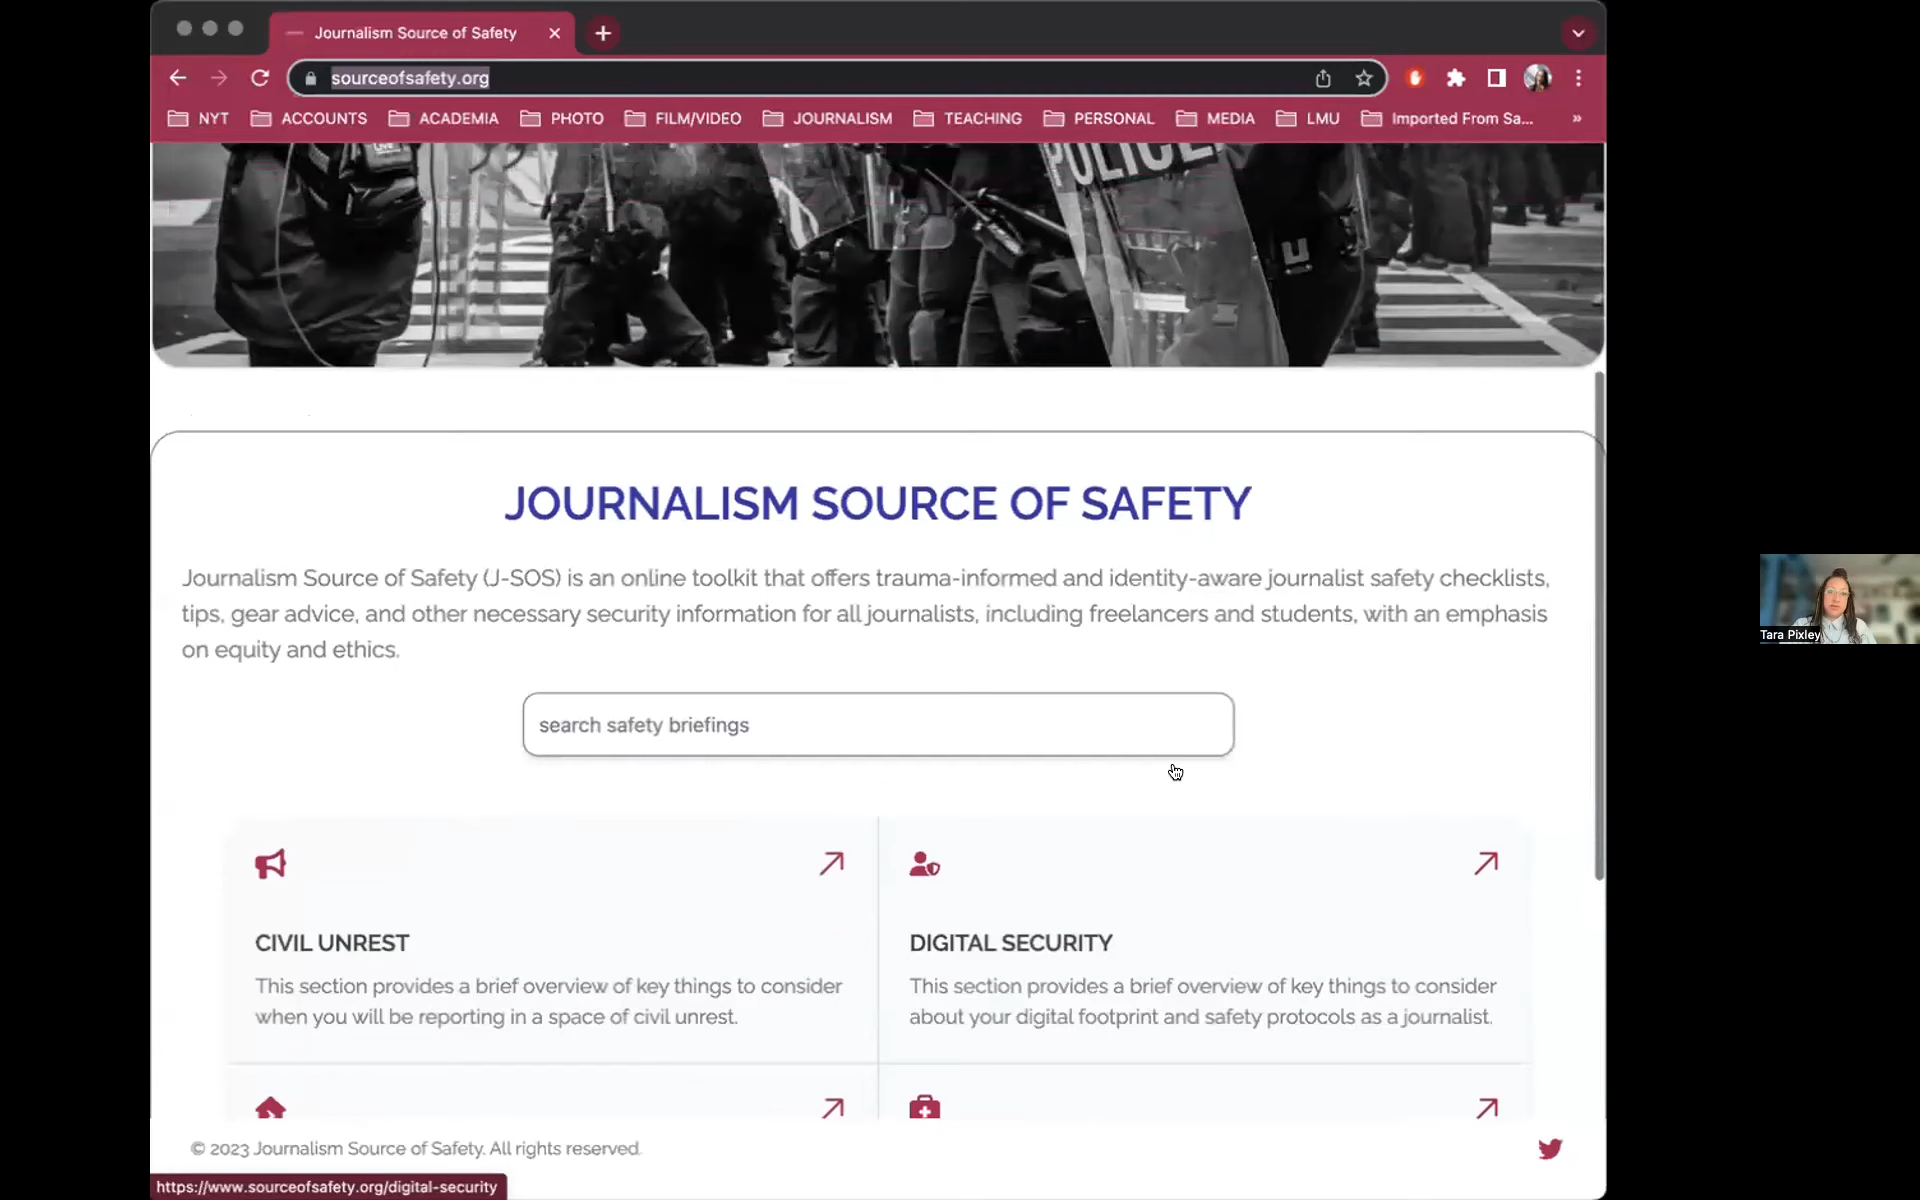 Journalism Source of Safety
sourceofsafety.org
NYT ACCOUNTS ACADEMIA PHOTO FILM/VIDEO JOURNALISM TEACHING PERSONAL MEDIA LMU Imported From Sa... »
POLICE
JOURNALISM SOURCE OF SAFETY
Journalism Source of Safety (J-SOS) is an online toolkit that offers trauma-informed and identity-aware journalist safety checklists,
tips, gear advice, and other necessary security information for all journalists, including freelancers and students, with an emphasis
on equity and ethics.
Tara Pixley
search safety briefings
CIVIL UNREST
This section provides a brief overview of key things to consider
when you will be reporting in a space of civil unrest.
DIGITAL SECURITY
This section provides a brief overview of key things to consider
about your digital footprint and safety protocols as a journalist.
© 2023 Journalism Source of Safety. All rights reserved.
https://www.sourceofsafety.org/digital-security